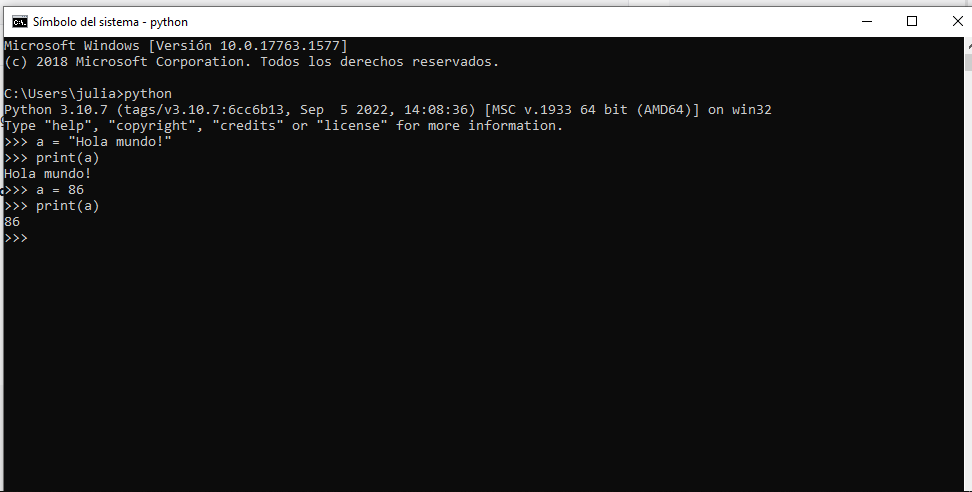 Símbolo del sistema - python
Microsoft Windows [Versión 10.0.17763.1577]
(c) 2018 Microsoft Corporation. Todos los derechos reservados.
C:\Users\julia>python
Python 3.10.7 (tags/v3.10.7:6cc6b13, Sep  5 2022, 14:08:36) [MSC v.1933 64 bit (AMD64)] on win32
Type "help", "copyright", "credits" or "license" for more information.
>>> a = "Hola mundo!"
>>> print(a)
Hola mundo!
>>> a = 86
>>> print(a)
86
>>>